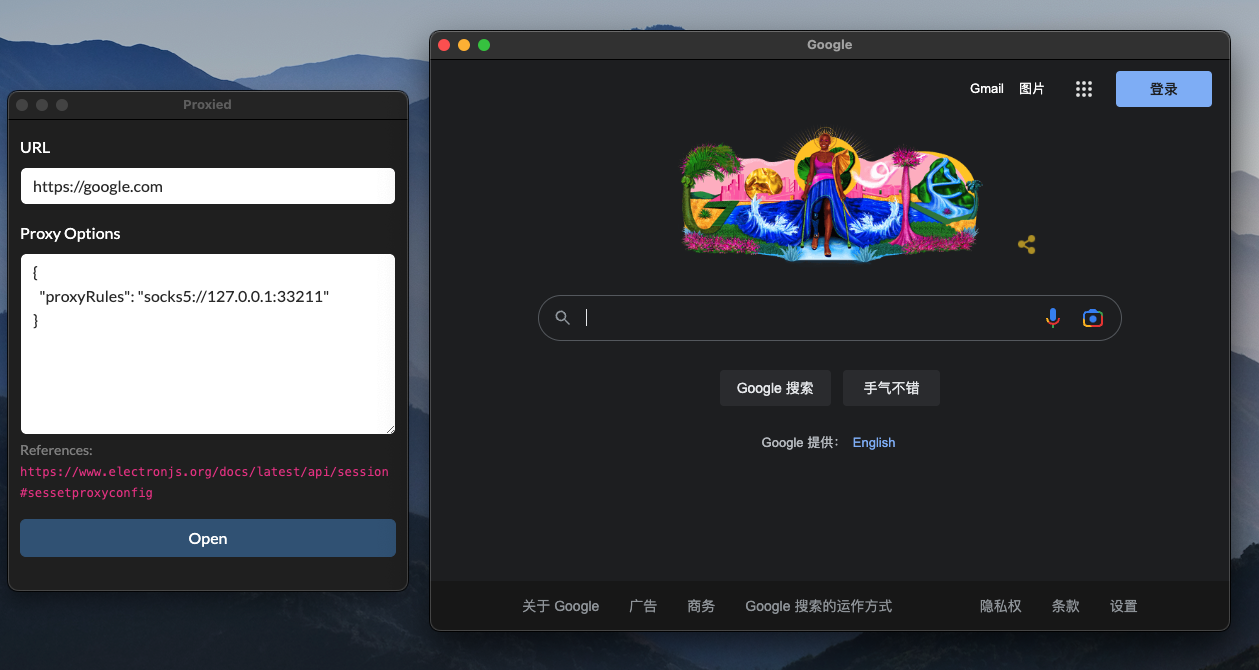 Proxied
URL
https://google.com
Proxy Options
{
"proxyRules": "socks5://127.0.0.1:33211"
}
References:
https://www.electronjs.org/docs/latest/api/session
#sessetproxyconfig
Open
Google
Gmail 图片 登录
Google 搜索 手气不错
Google 提供： English
关于 Google 广告 商务 Google 搜索的运作方式 隐私权 条款 设置